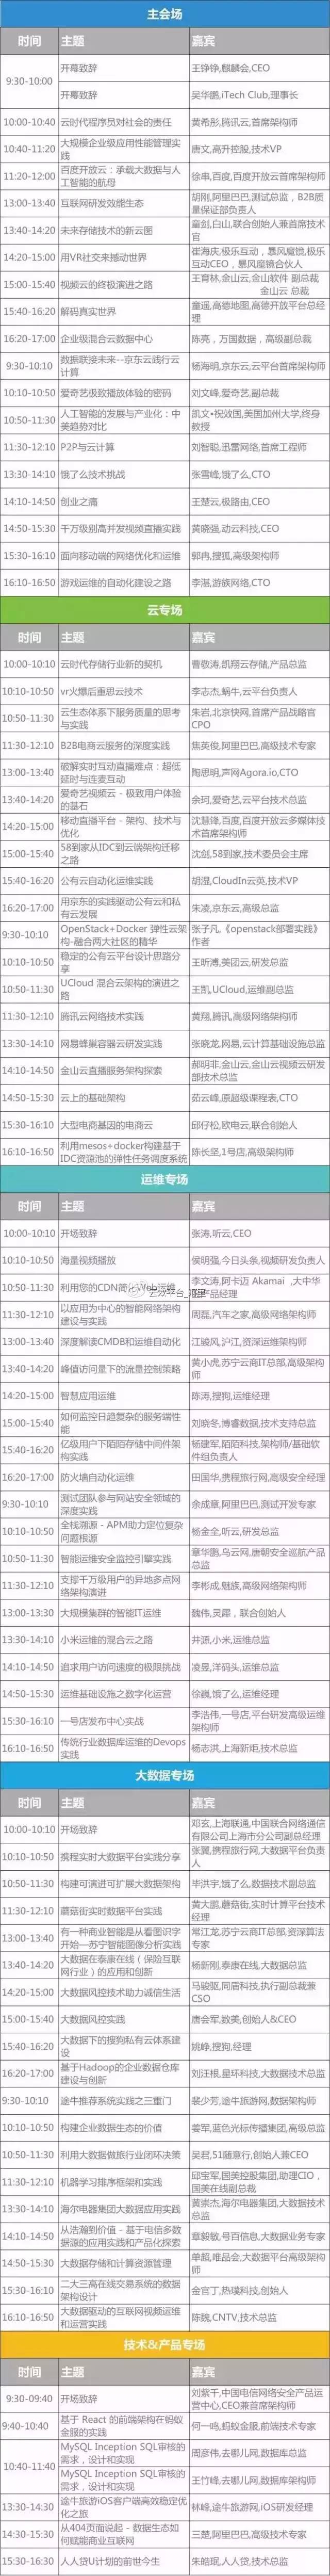 主会场
时间 主题 嘉宾
9:30-10:00 开幕致辞 王铮铮,麒麟会,CEO
开幕致辞 吴华鹏,iTech Club,理事长
10:00-10:40 云时代程序员对社会的责任 黄希彤,腾讯云,首席架构师
10:40-11:20 大规模企业级应用性能管理实 唐文,高升控股,技术VP
践
11:20-12:00 百度开放云：承载大数据与人 徐串,百度,百度开放云首席架构师
工智能的航母
13:00-13:40 互联网研发效能生态 胡刚,阿里巴巴,测试总监，B2B质
量保证部负责人
13:40-14:20 未来存储技术的新云图 童剑,白山,联合创始人兼首席技术
官
14:20-15:00 用VR社交来撼动世界 崔海庆,极乐互动，暴风魔镜,极乐
互动CEO，暴风魔镜合伙人
15:00-15:40 视频云的终极演进之路 王育林,金山云,金山软件 副总裁
金山云 总裁
15:40-16:20 解码真实世界 童遥,高德地图,高德开放平台总经
理
16:20-17:00 企业级混合云数据中心 陈亮，万国数据，高级副总裁
9:30-10:10 数据联接未来--京东云践行云 杨海明,京东云,云平台首席架构师
计算
10:10-10:50 爱奇艺极致播放体验的密码 刘文峰,爱奇艺,副总裁
10:50-11:30 人工智能的发展与产业化：中 凯文•祝效国,美国加州大学,终身
美趋势对比 教授
11:30-12:10 P2P与云计算 刘智聪,迅雷网络,首席工程师
13:30-14:10 饿了么技术挑战 张雪峰,饿了么,CTO
14:10-14:50 创业之痛 王楚云,极路由,CEO
14:50-15:30 千万级别高并发视频直播实践 黄晓强,动云科技,CEO
15:30-16:10 面向移动端的网络优化和运维 郭冉,搜狐,高级架构师
16:10-16:50 游戏运维的自动化建设之路 李湛,游族网络,CTO
云专场
时间 主题 嘉宾
10:00-10:10 云时代存储行业新的契机 曹敬涛,凯翔云存储,产品总监
10:10-10:50 vr火爆后重思云技术 李志杰,蜗牛,云平台负责人
10:50-11:30 云生态体系下服务质量的思考 朱岩,北京快网,首席产品战略官
与实践 CPO
11:30-12:10 B2B电商云服务的深度实践 焦英俊,阿里巴巴,高级技术专家
13:00-13:40 破解实时互动直播难点：超低 陶思明,声网Agora.io,CTO
延时与连麦互动
13:40-14:20 爱奇艺视频云 - 极致用户体验 余珂,爱奇艺,云平台技术总监
的基石
14:20-15:00 移动直播平台 - 架构、技术与 沈慧锋,百度,百度开放云多媒体技
优化 术首席架构师
15:00-15:40 58到家从IDC到云端架构迁移 沈剑,58到家,技术委员会主席
之路
15:40-16:20 公有云自动化运维实践 胡湿,CloudIn云英,技术VP
16:20-17:00 用京东的实践驱动公有云和私 朱凌,京东云,高级总监
有云发展
9:30-10:10 OpenStack+Docker 弹性云架 张子凡,《openstack部署实践》
构-融合两大社区的精华 作者
10:10-10:50 稳定的公有云平台设计思路分 王昕溥,美团云,研发总监
享
10:50-11:30 UCloud 混合云架构的演进之 王凯,UCloud,运维副总监
路
11:30-12:10 腾讯云网络技术实践 黄翔,腾讯,高级网络架构师
13:30-14:10 网易蜂巢容器云研发实践 张晓龙,网易,云计算基础设施总监
14:10-14:50 金山云直播服务架构探索 郝明非,金山云,金山云视频云研发
部技术总监
14:50-15:30 云上的基础架构 茹云峰,原超级课程表,CTO
15:30-16:10 大型电商基因的电商云 邱仔松,欧电云,联合创始人
16:10-16:50 利用mesos+docker构建基于 陈长坚,1号店,高级架构师
IDC资源池的弹性任务调度系统
运维专场
时间 主题 嘉宾
10:00-10:10 开场致辞 张涛,听云,CEO
10:10-10:50 海量视频播放 侯明强,今日头条,视频研发负责人
10:50-11:30 利用您的CDN简化Web运维 李文涛,阿卡迈 Akamai ,大中华
区产品经理
11:30-12:10 以应用为中心的智能网络架构 周磊,汽车之家,高级网络架构师
建设与实践
13:00-13:40 深度解读CMDB和运维自动化 江骏风,沪江,资深运维架构师
13:40-14:20 峰值访问量下的流量控制策略 黄小虎,苏宁云商IT总部,高级架构
师
14:20-15:00 智慧应用运维 陈涛,搜狗,运维经理
15:00-15:40 如何监控日趋复杂的服务端性 刘晓冬,博睿数据,技术支持总监
能
15:40-16:20 亿级用户下陌陌存储中间件架 杨建军,陌陌科技,架构师/基础软
构实践 件组负责人
16:20-17:00 防火墙自动化运维 田国华,携程旅行网,高级安全经理
9:30-10:10 测试团队参与网站安全领域的 余成章,阿里巴巴,测试开发专家
深度实践
10:10-10:50 全栈溯源 - APM助力定位复杂 杨金全,听云,研发总监
问题根源
10:50-11:30 智能运维安全监控引擎实践 章华鹏,乌云网,唐朝安全巡航产品
总监
11:30-12:10 支撑千万级用户的异地多点网 李彬成,魅族,高级网络架构师
络架构演进
13:00-13:30 大规模集群的智能IT运维 魏伟,灵犀，联合创始人
13:30-14:10 小米运维的混合云之路 井源,小米,运维总监
14:10-14:50 追求用户访问速度的极限挑战 凌昱,洋码头,运维总监
14:50-15:30 运维基础设施之数字化运营 徐巍,饿了么,运维经理
15:30-16:10 一号店发布中心实战 李浩伟,一号店,平台研发高级运维
架构师
16:10-16:50 传统行业数据库运维的Devops 杨志洪,上海新炬,技术总监
实践
大数据专场
时间 主题 嘉宾
10:00-10:10 开场致辞 邓玄,上海联通,中国联合网络通信
有限公司上海市分公司副总经理
10:10-10:50 携程实时大数据平台实践分享 张翼,携程旅行网,大数据平台负责
人
10:50-11:30 构建可演进可扩展大数据架构 毕洪宇,饿了么,数据技术副总监
11:30-12:10 蘑菇街实时数据平台实践 黄大鹏,蘑菇街,实时计算平台技术
经理
13:00-13:40 有一种商业智能是从看图识字 常江龙,苏宁云商IT总部,资深算法
开始—苏宁智能图像分析实践 专家
13:40-14:20 大数据在泰康在线（保险互联 杨新刚,泰康在线,大数据总监
网行业）的应用和创新
14:20-15:00 大数据风控技术助力诚信生活 马骏驱,同盾科技,执行副总裁兼
CSO
15:00-15:40 大数据风控实践 唐会军,数美,创始人&CEO
15:40-16:20 大数据下的搜狗私有云体系建 姚峥,搜狗,经理
设
16:20-17:00 基于Hadoop的企业数据仓库 刘汪根,星环科技,大数据技术总监
建设与创新
9:30-10:10 途牛推荐系统实践之三重门 裴少芳,途牛旅游网,数据架构师
10:10-10:50 构建企业数据生态的价值 姜军,蓝色光标传播集团,高级总监
10:50-11:30 利用大数据做旅行业闭环决策 吴君,51随意行,创始人兼CEO
11:30-12:10 机器学习排序框架和实践 邱宝军,国美控股集团,助理CIO，
国美在线副总裁
13:30-14:10 海尔电器集团大数据应用实践 黄崇杰,海尔电器集团,大数据技术
总监
14:10-14:50 从浩瀚到价值 - 基于电信多数 章毅敏,号百信息,大数据业务专家
据源的应用实践和产品化探索
14:50-15:30 大数据存储和计算资源管理 单超,唯品会,大数据平台高级架构
师
15:30-16:10 二大三高在线交易系统的数据 金官丁,热璞科技,创始人
架构设计
16:10-16:50 大数据驱动的互联网视频运维 陈魏,CNTV,技术总监
和运营实践
技术&产品专场
时间 主题 嘉宾
9:30-09:40 开场致辞 刘紫千,中国电信网络安全产品运
营中心,CEO兼首席架构师
9:40-10:40 基于 React 的前端架构在蚂蚁 何一鸣,蚂蚁金服,前端技术专家
金服的实践
10:40-11:40 MySQL Inception SQL审核的 周彦伟,去哪儿网,数据库总监
需求，设计和实现
MySQL Inception SQL审核的 王竹峰,去哪儿网,数据库架构师
需求，设计和实现
13:30-14:30 途牛旅游iOS客户端高效稳定优 林峰,途牛旅游网,iOS研发经理
化之旅
14:30-15:30 从404页面说起 - 数据生态如 三楚,阿里巴巴,高级技术专家
何赋能商业互联网
15:30-16:30 人人贷U计划的前世今生 朱皓珉,人人贷,技术总监